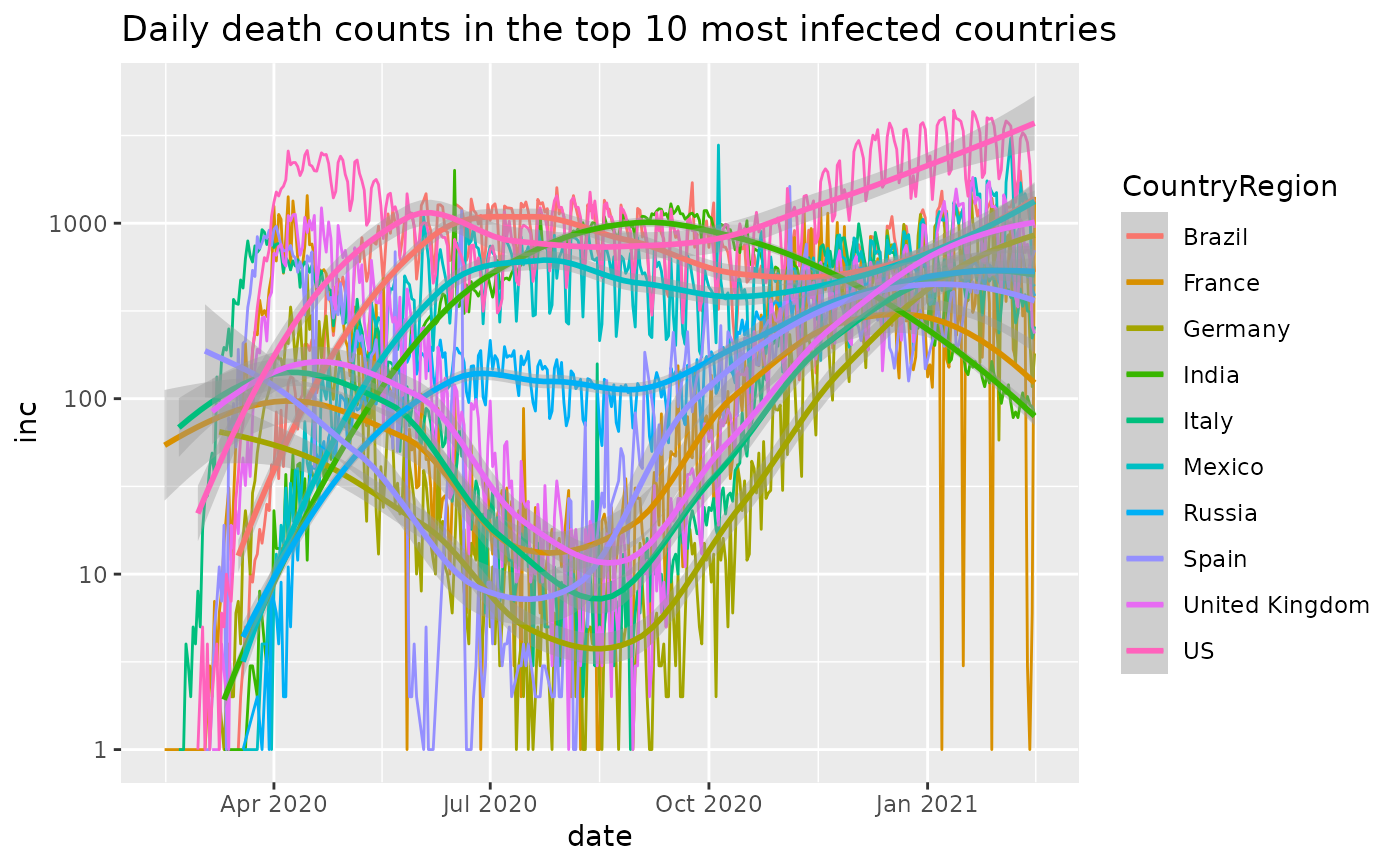 Daily death counts in the top 10 most infected countries
inc
1000
100
10
1
Apr 2020
Jul 2020
Oct 2020
Jan 2021
date
CountryRegion
Brazil
France
Germany
India
Italy
Mexico
Russia
Spain
United Kingdom
US